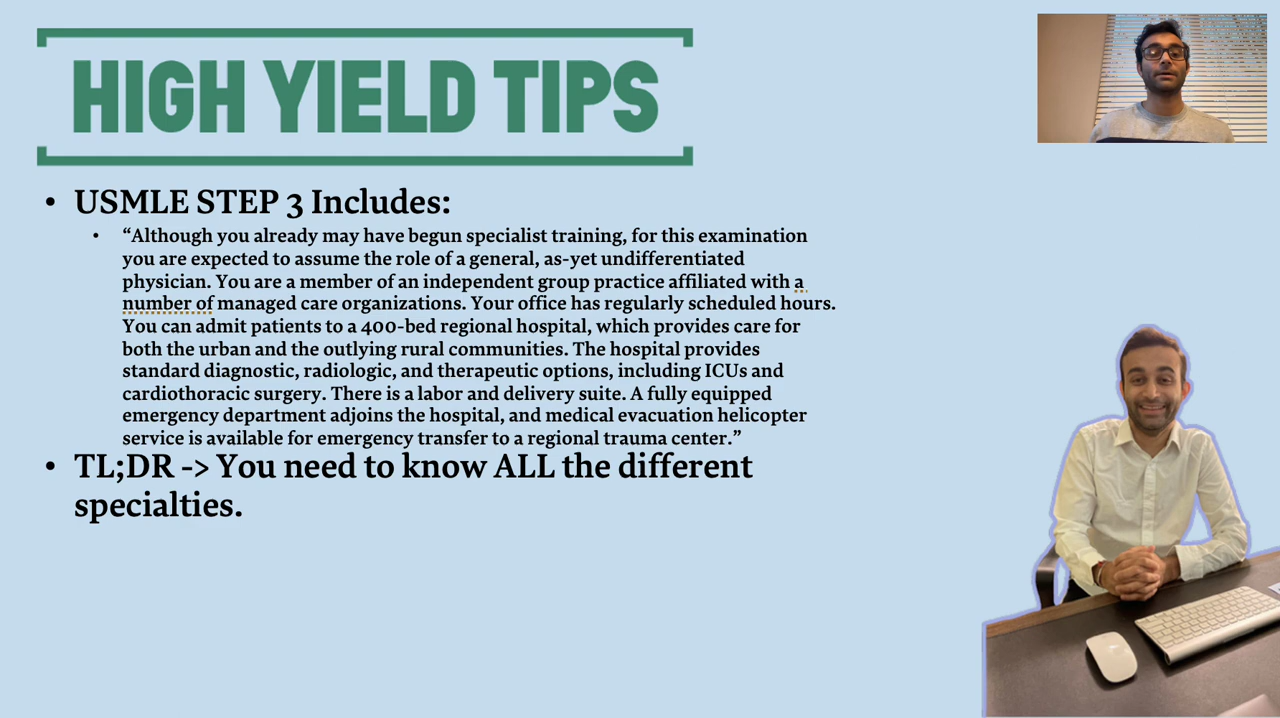 HIGH YIELD TIPS
• USMLE STEP 3 Includes:
• “Although you already may have begun specialist training, for this examination
you are expected to assume the role of a general, as-yet undifferentiated
physician. You are a member of an independent group practice affiliated with a
number of managed care organizations. Your office has regularly scheduled hours.
You can admit patients to a 400-bed regional hospital, which provides care for
both the urban and the outlying rural communities. The hospital provides
standard diagnostic, radiologic, and therapeutic options, including ICUs and
cardiothoracic surgery. There is a labor and delivery suite. A fully equipped
emergency department adjoins the hospital, and medical evacuation helicopter
service is available for emergency transfer to a regional trauma center.”
• TL;DR -> You need to know ALL the different
specialties.